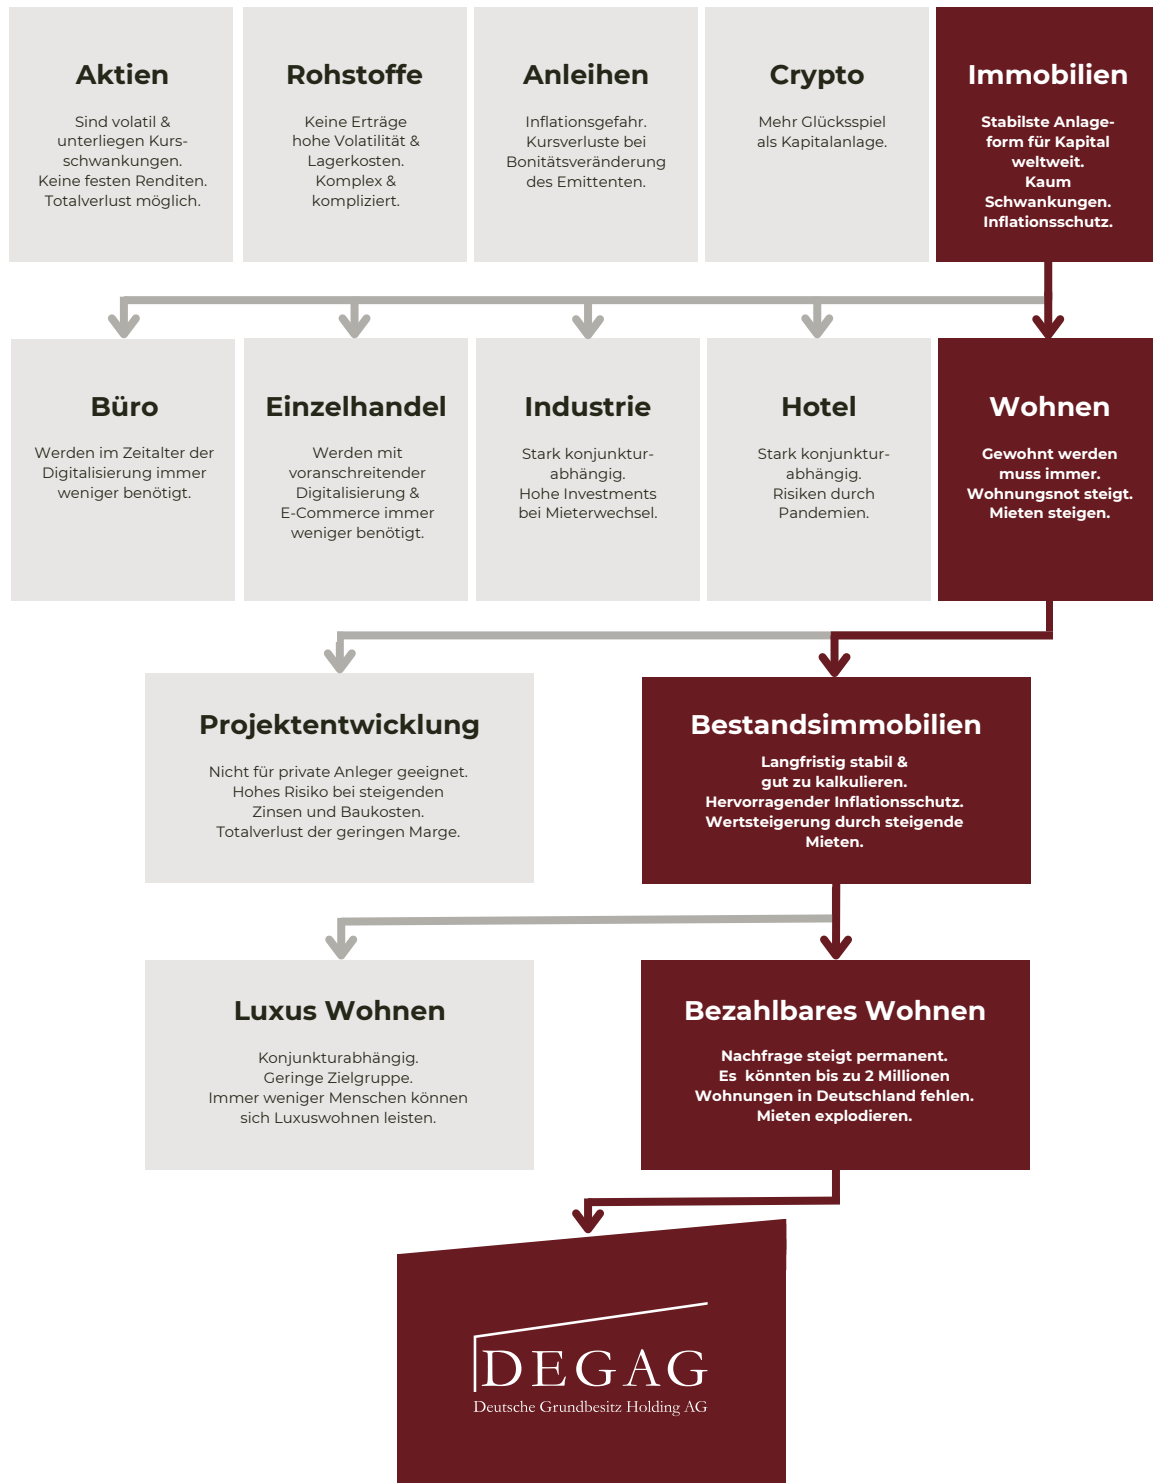 Aktien
Sind volatil &
unterliegen Kurs-
schwankungen.
Keine festen Renditen.
Totalverlust möglich.
Rohstoffe
Keine Erträge
hohe Volatilität &
Lagerkosten.
Komplex &
kompliziert.
Anleihen
Inflationsgefahr.
Kursverluste bei
Bonitätsveränderung
des Emittenten.
Crypto
Mehr Glücksspiel
als Kapitalanlage.
Immobilien
Stabilste Anlage-
form für Kapital
weltweit.
Kaum
Schwankungen.
Inflationsschutz.
Büro
Werden im Zeitalter der
Digitalisierung immer
weniger benötigt.
Einzelhandel
Werden mit
voranschreitender
Digitalisierung &
E-Commerce immer
weniger benötigt.
Industrie
Stark konjunktur-
abhängig.
Hohe Investments
bei Mieterwechsel.
Hotel
Stark konjunktur-
abhängig.
Risiken durch
Pandemien.
Wohnen
Gewohnt werden
muss immer.
Wohnungsnot steigt.
Mieten steigen.
Projektentwicklung
Nicht für private Anleger geeignet.
Hohes Risiko bei steigenden
Zinsen und Baukosten.
Totalverlust der geringen Marge.
Bestandsimmobilien
Langfristig stabil &
gut zu kalkulieren.
Hervorragender Inflationsschutz.
Wertsteigerung durch steigende
Mieten.
Luxus Wohnen
Konjunkturabhängig.
Geringe Zielgruppe.
Immer weniger Menschen können
sich Luxuswohnen leisten.
Bezahlbares Wohnen
Nachfrage steigt permanent.
Es könnten bis zu 2 Millionen
Wohnungen in Deutschland fehlen.
Mieten explodieren.
DEGAG
Deutsche Grundbesitz Holding AG